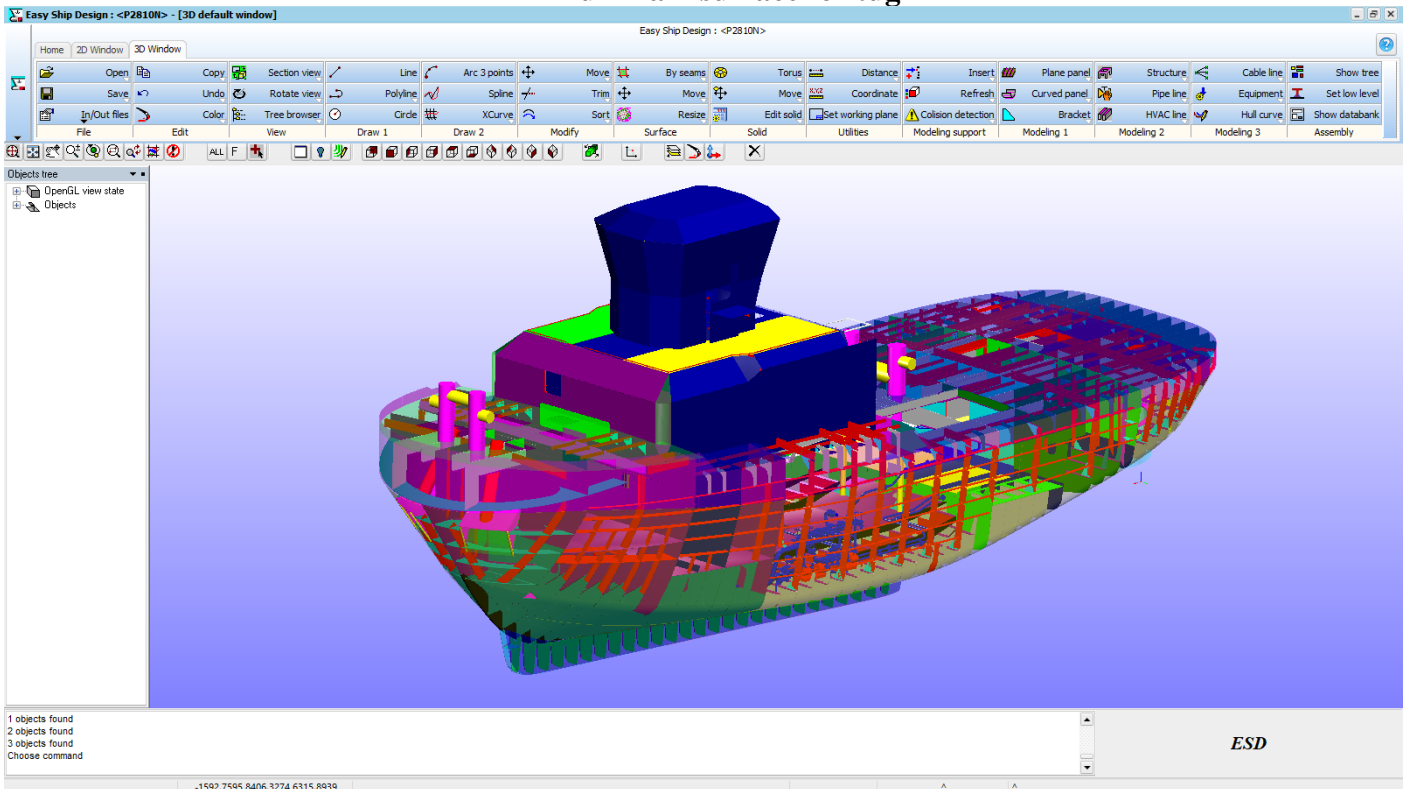 Easy Ship Design : <P2810N> - [3D default window]
Easy Ship Design : <P2810N>
Home 2D Window 3D Window
Open Copy Section view Line Arc 3 points Move By seams Torus Distance Insert Plane panel Structure Cable line Show tree
Save Undo Rotate view Polyline Spline Trim Move Move Coordinate Refresh Curved panel Pipe line Equipment Set low level
In/Out files Color Tree browser Circle XCurve Sort Resize Edit solid Set working plane Colision detection Bracket HVAC line Hull curve Show databank
File Edit View Draw 1 Draw 2 Modify Surface Solid Utilities Modeling support Modeling 1 Modeling 2 Modeling 3 Assembly
ALL F
Objects tree
OpenGL view state
Objects
1 objects found
2 objects found
3 objects found
Choose command
ESD
-1592.7595,8406.3274,6315.8939